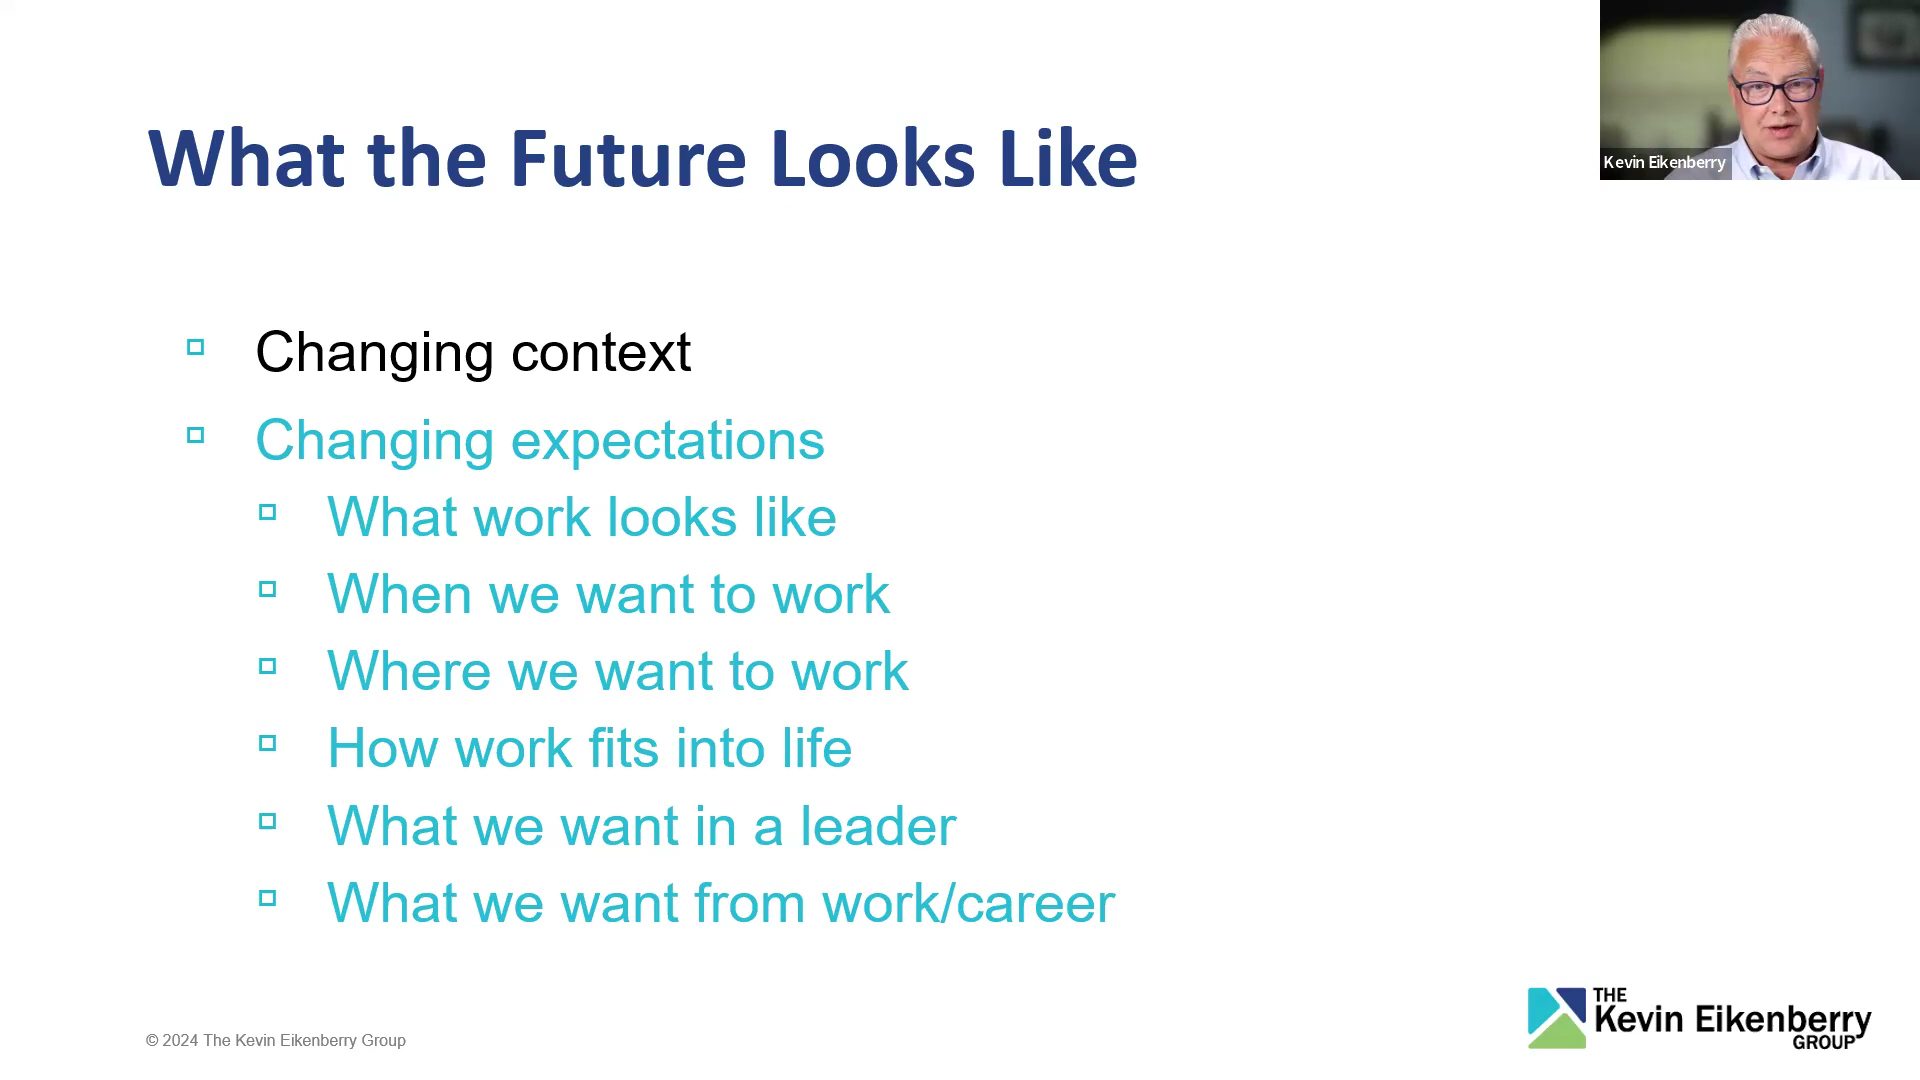 What the Future Looks Like
Kevin Eikenberry
Changing context
Changing expectations
What work looks like
When we want to work
Where we want to work
How work fits into life
What we want in a leader
What we want from work/career
© 2024 The Kevin Eikenberry Group
THE
Kevin Eikenberry
GROUP